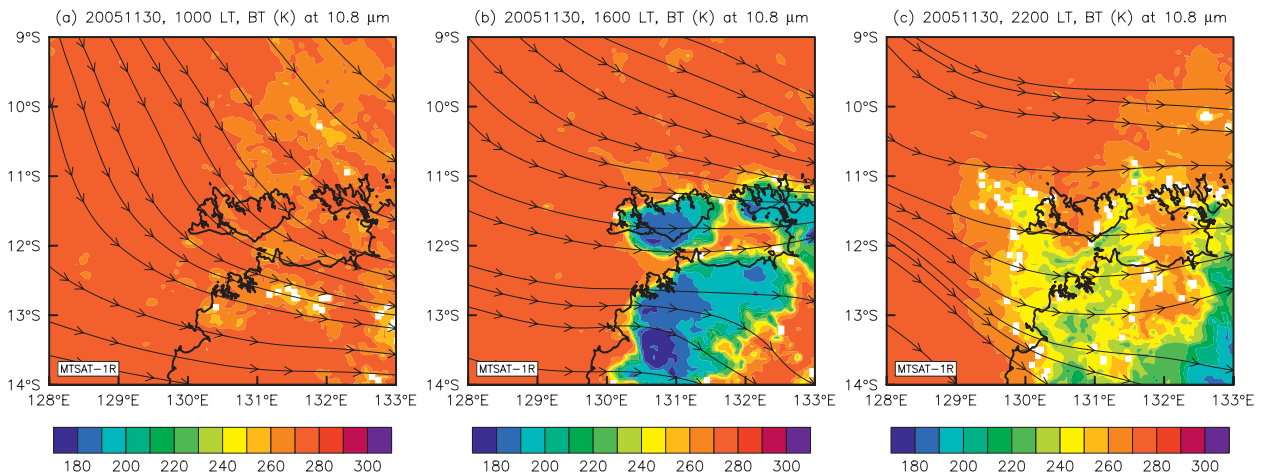 (a) 20051130, 1000 LT, BT (K) at 10.8 μm
(b) 20051130, 1600 LT, BT (K) at 10.8 μm
(c) 20051130, 2200 LT, BT (K) at 10.8 μm
9°S
10°S
11°S
12°S
13°S
14°S
MTSAT-1R
128°E 129°E 130°E 131°E 132°E 133°E
180 200 220 240 260 280 300
9°S
10°S
11°S
12°S
13°S
14°S
MTSAT-1R
128°E 129°E 130°E 131°E 132°E 133°E
180 200 220 240 260 280 300
9°S
10°S
11°S
12°S
13°S
14°S
MTSAT-1R
128°E 129°E 130°E 131°E 132°E 133°E
180 200 220 240 260 280 300